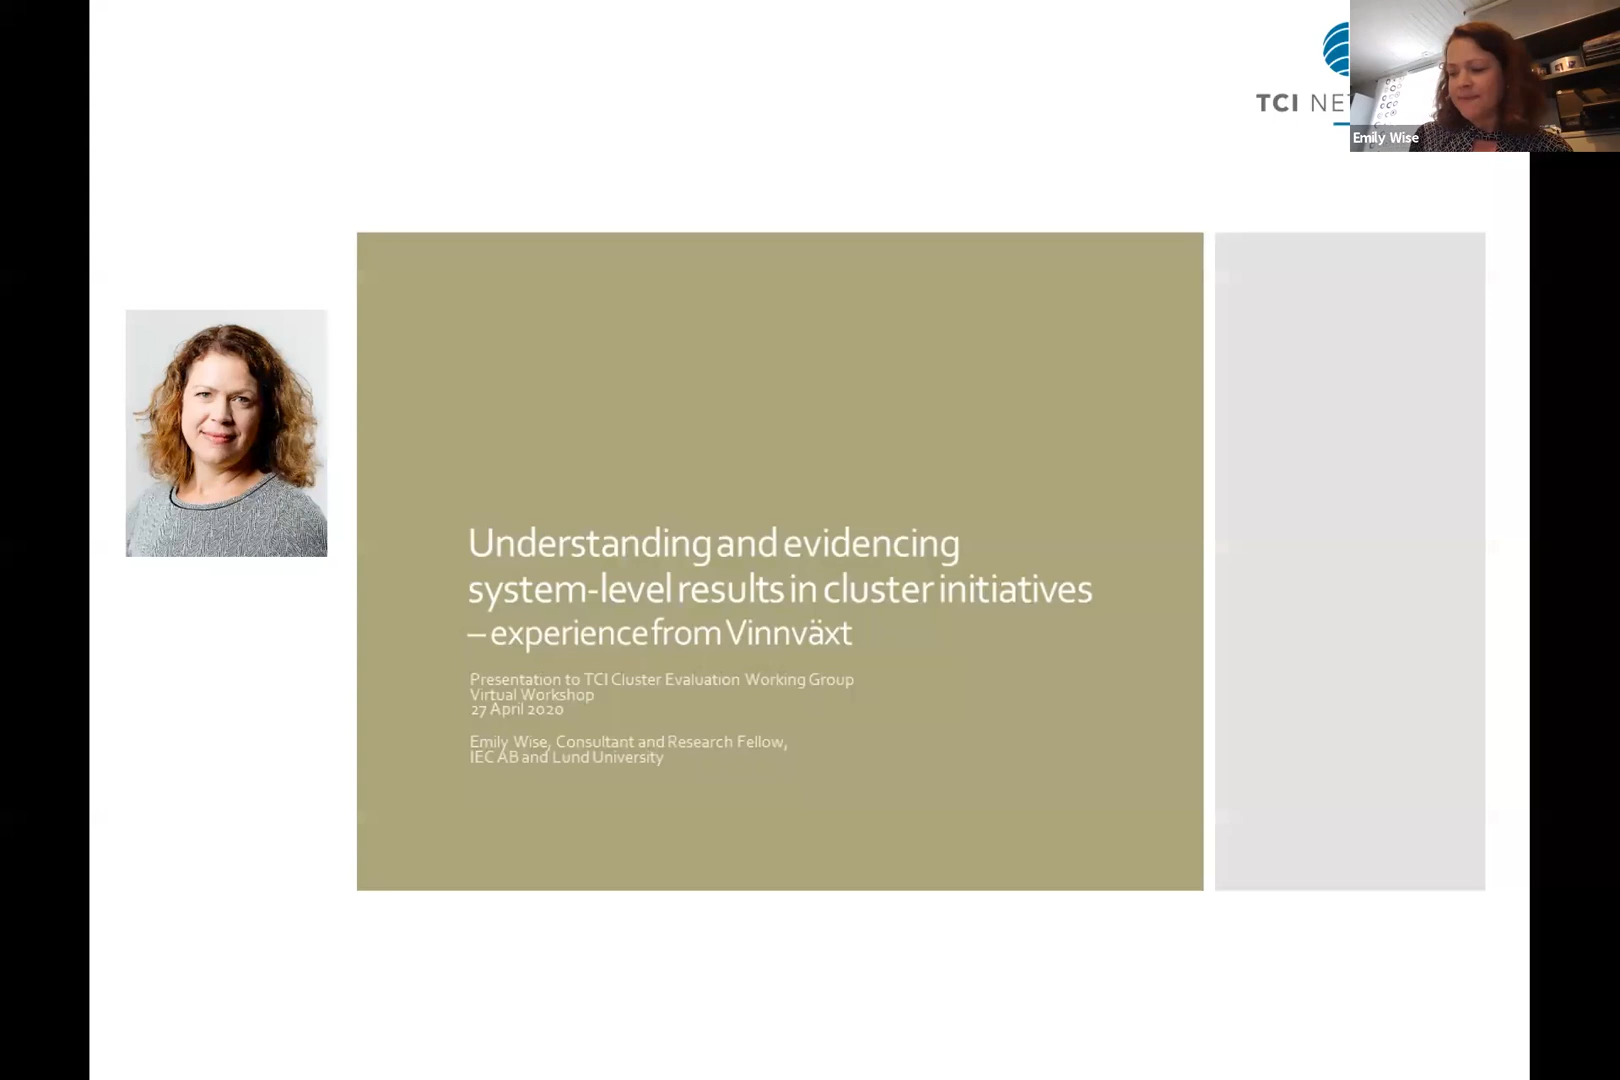 TCI NE
Emily Wise
Understanding and evidencing
system-level results in cluster initiatives
– experience from Vinnväxt
Presentation to TCI Cluster Evaluation Working Group
Virtual Workshop
27 April 2020
Emily Wise, Consultant and Research Fellow,
IEC AB and Lund University